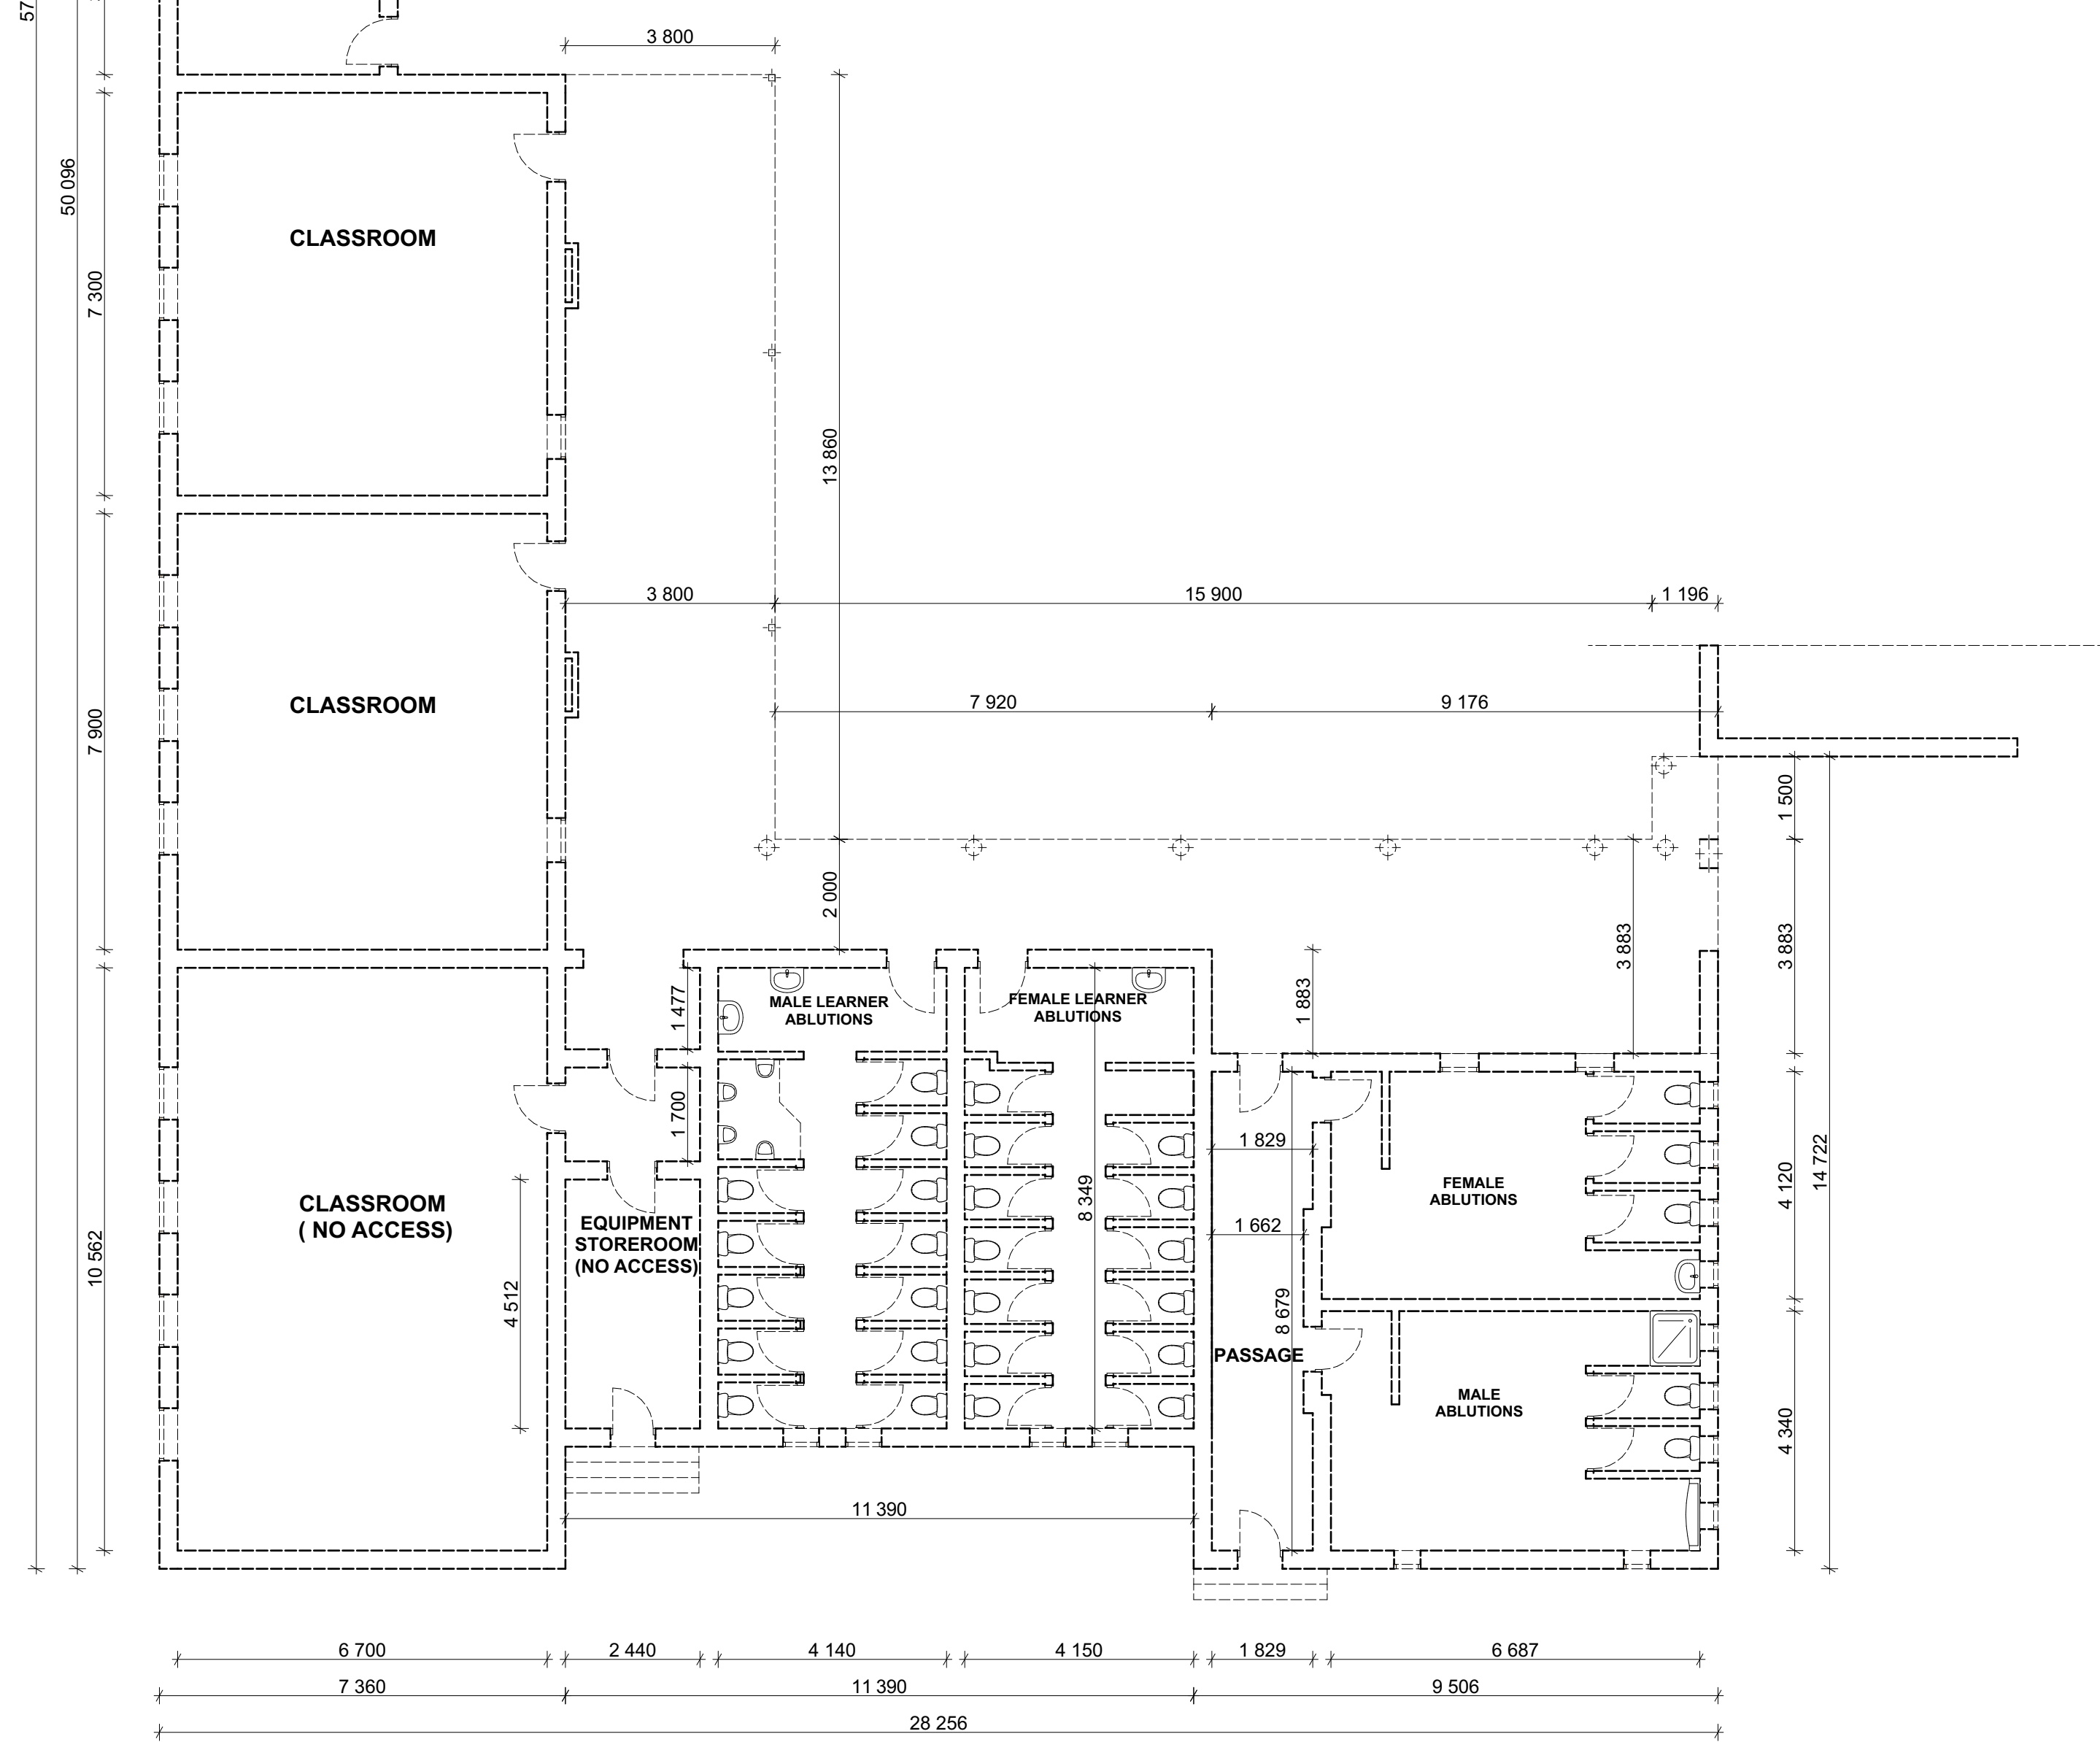 57
3 800
50 096
CLASSROOM
7 300
13 860
3 800
15 900
1 196
CLASSROOM
7 920
9 176
7 900
1 500
2 000
3 883
3 883
1 883
1 477
MALE LEARNER
ABLUTIONS
FEMALE LEARNER
ABLUTIONS
1 700
1 829
14 722
4 120
FEMALE
ABLUTIONS
8 349
CLASSROOM
( NO ACCESS)
EQUIPMENT
STOREROOM
(NO ACCESS)
1 662
10 562
4 512
8 679
PASSAGE
MALE
ABLUTIONS
4 340
11 390
6 700
2 440
4 140
4 150
1 829
6 687
7 360
11 390
9 506
28 256